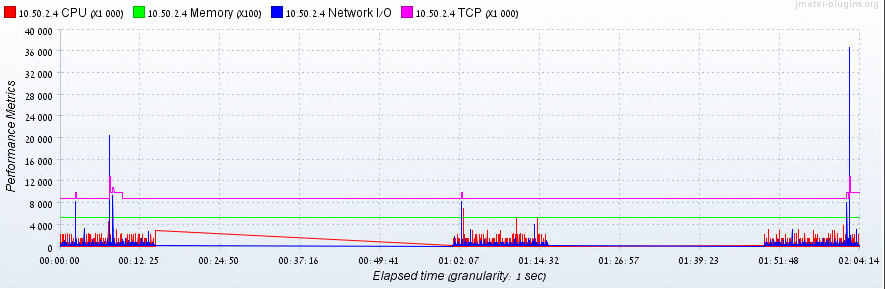 jmeter-plugins.org
10.50.2.4 CPU (X1 000) 10.50.2.4 Memory (X100) 10.50.2.4 Network I/O 10.50.2.4 TCP (X1 000)
40 000
36 000
32 000
28 000
24 000
20 000
16 000
12 000
8 000
4 000
0
Performance Metrics
00:00:00 00:12:25 00:24:50 00:37:16 00:49:41 01:02:07 01:14:32 01:26:57 01:39:23 01:51:48 02:04:14
Elapsed time (granularity: 1 sec)